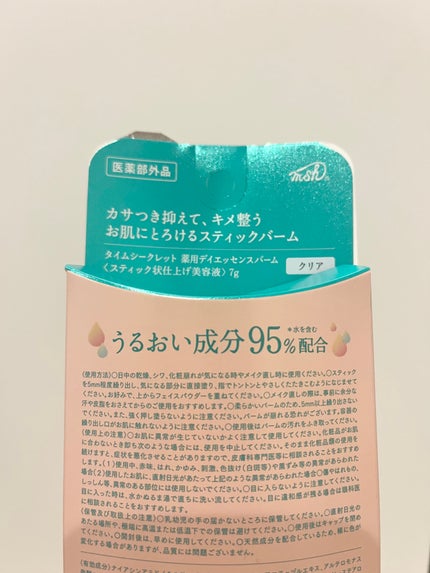 医薬部外品
msh
カサつき抑えて、キメ整う
お肌にとろけるスティックバーム
タイムシークレット 薬用デイエッセンスバーム
〈スティック状仕上げ美容液〉7g
クリア
*水を含む
うるおい成分95%配合
〈使用方法〉○日中の乾燥、シワ、化粧崩れが気になる時やメイク直し時に使用ください。○スティック
を5mm程度繰り出し、気になる部分に直接塗り、指でトントンとやさしくたたきこむようになじませて
ください。お好みで、上からフェイスパウダーを重ねてください。○メイク直しの際は、事前に余分な
汗や皮脂をおさえてからのご使用をおすすめします。○柔らかいバームのため、5mm以上繰り出さな
いでください。また、強く押し当てないように注意ください。バームが崩れる恐れがございます。容器の
繰り出し口がお肌に触れないように注意ください。○使用後はバームの汚れをふき取ってください。
〈使用上の注意〉○お肌に異常が生じていないかよく注意して使用してください。化粧品がお肌
に合わないとき即ち次のような場合には、使用を中止してください。そのまま化粧品類の使用を
続けますと、症状を悪化させることがありますので、皮膚科専門医等に相談されることをおすすめ
します。(1)使用中、赤味、はれ、かゆみ、刺激、色抜け(白斑等)や黒ずみ等の異常があらわれた
場合(2)使用したお肌に、直射日光があたって上記のような異常があらわれた場合○傷やはれもの、
しっしん等、異常のある部位には使用しないでください。○目に入らないように注意してください。
目に入った時は、水かぬるま湯で直ちに洗い流してください。目に違和感が残る場合は眼科医
に相談されることをおすすめします。
〈保管及び取扱上の注意〉○乳幼児の手の届かないところに保管してください。○直射日光の
あたる場所や、極端に高温または低温下での保管は避けてください。○使用後はキャップを閉め
てください。○開封後は、早めに使用してください。○天然成分を配合しているため、稀に色が
変化する場合がありますが、品質には問題ございません。
〈有効成分〉ナイアシンアミド
アルテロモナス